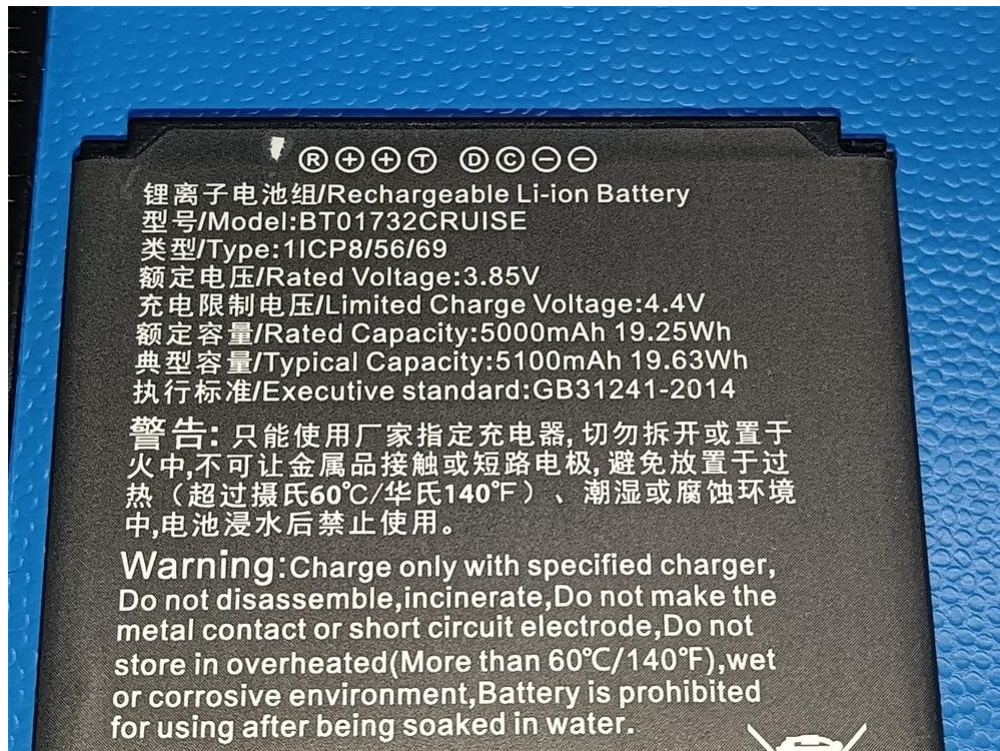 Ⓡ⊕⊕Ⓣ ⒹⒸ⊖⊖
锂离子电池组/Rechargeable Li-ion Battery
型号/Model:BT01732CRUISE
类型/Type:1ICP8/56/69
额定电压/Rated Voltage:3.85V
充电限制电压/Limited Charge Voltage:4.4V
额定容量/Rated Capacity:5000mAh 19.25Wh
典型容量/Typical Capacity:5100mAh 19.63Wh
执行标准/Executive standard:GB31241-2014
警告:只能使用厂家指定充电器,切勿拆开或置于
火中,不可让金属品接触或短路电极,避免放置于过
热（超过摄氏60℃/华氏140℉）、潮湿或腐蚀环境
中,电池浸水后禁止使用。
Warning:Charge only with specified charger,
Do not disassemble,incinerate,Do not make the
metal contact or short circuit electrode,Do not
store in overheated(More than 60℃/140℉),wet
or corrosive environment,Battery is prohibited
for using after being soaked in water.